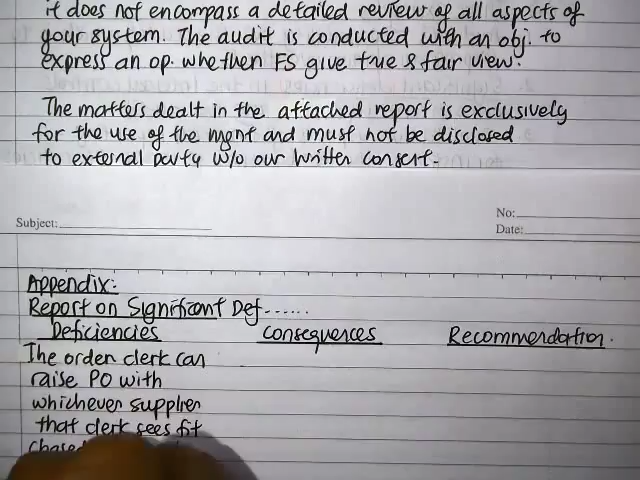 it does not encompass a detailed review of all aspects of
your system. The audit is conducted with an obj. to
express an op. whether FS give true & fair view.
The matters dealt in the attached report is exclusively
for the use of the mgnt and must not be disclosed
to external party w/o our written consent.
No:
Subject:
Date:
Appendix:
Report on Significant Def......
Deficiencies Consequences Recommendation.
The order clerk can
raise PO with
whichever supplier
that clerk sees fit